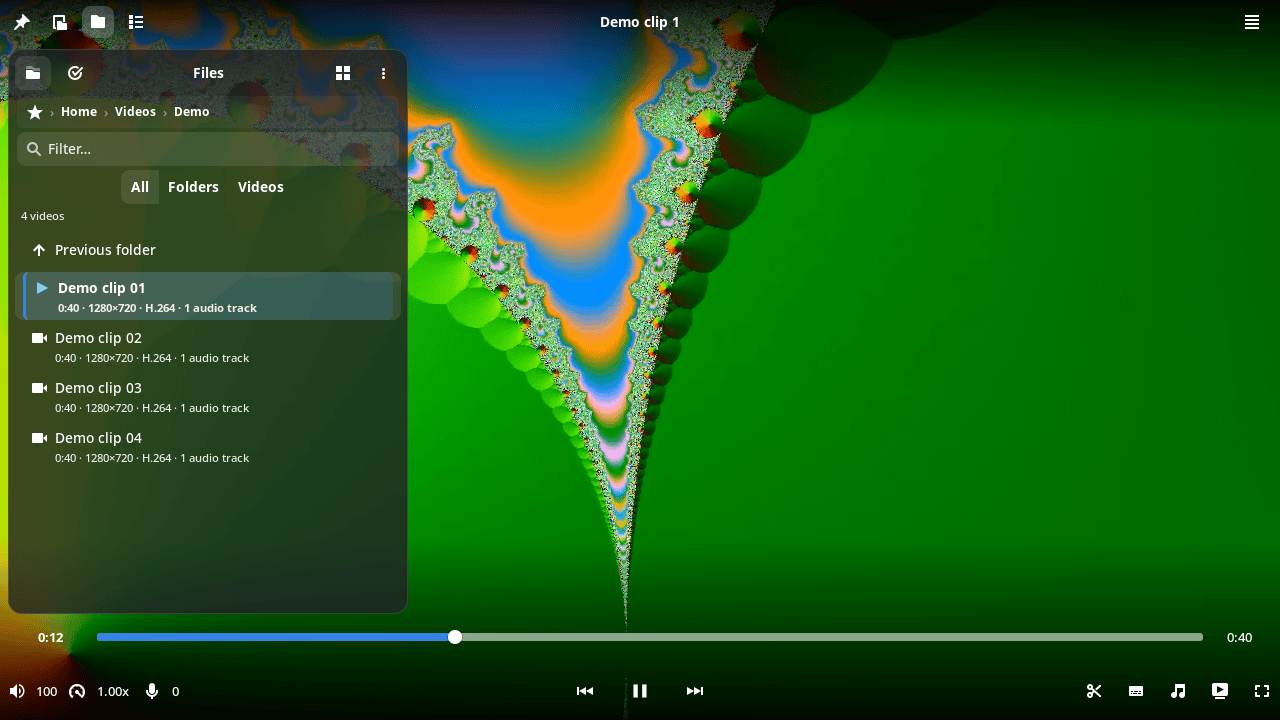 Demo clip 1
Files
Home › Videos › Demo
Filter...
All Folders Videos
4 videos
Previous folder
Demo clip 01
0:40 · 1280×720 · H.264 · 1 audio track
Demo clip 02
0:40 · 1280×720 · H.264 · 1 audio track
Demo clip 03
0:40 · 1280×720 · H.264 · 1 audio track
Demo clip 04
0:40 · 1280×720 · H.264 · 1 audio track
0:12 0:40
100 1.00x 0